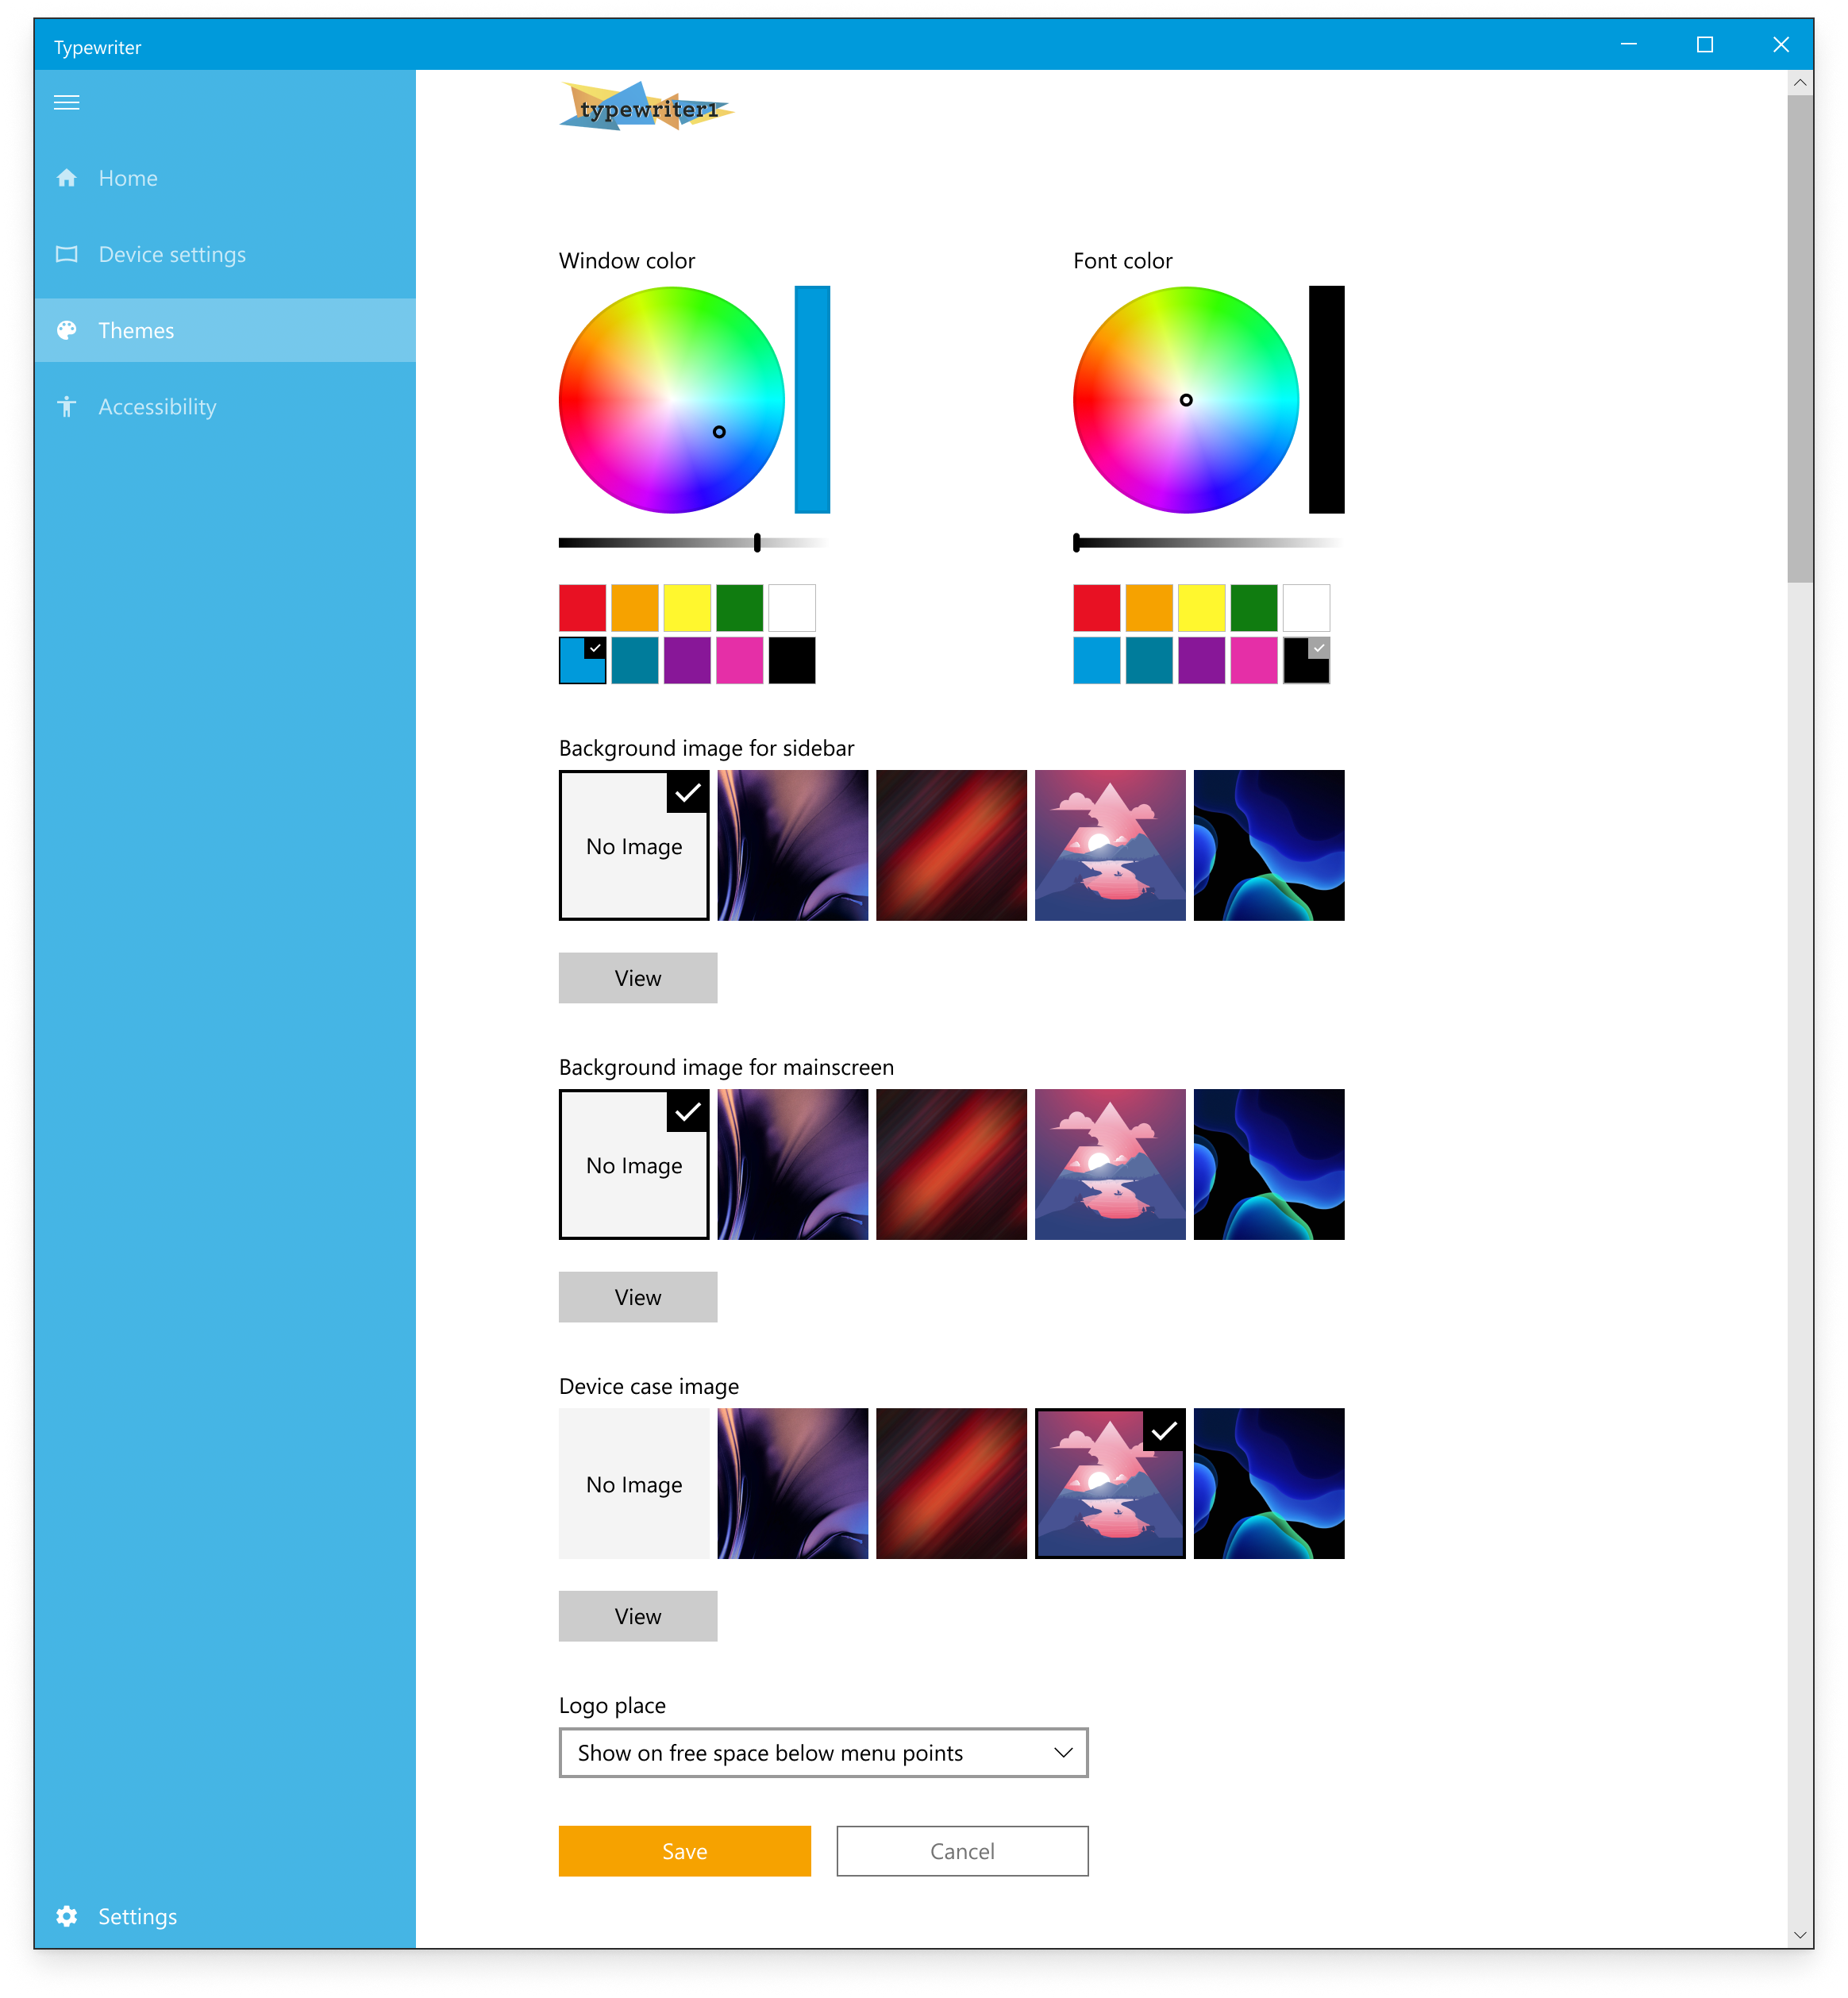 Typewriter
typewriter1
Home
Device settings
Themes
Accessibility
Settings
Window color
Font color
Background image for sidebar
No Image
View
Background image for mainscreen
No Image
View
Device case image
No Image
View
Logo place
Show on free space below menu points
Save
Cancel